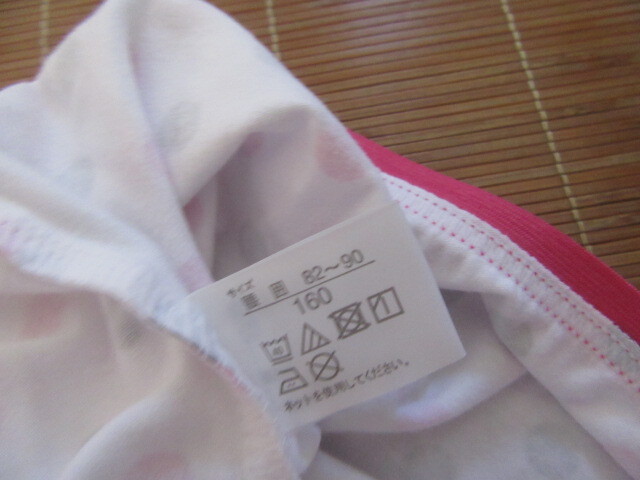 サイズ
腰 囲 82～90
160
ネットを使用してください。